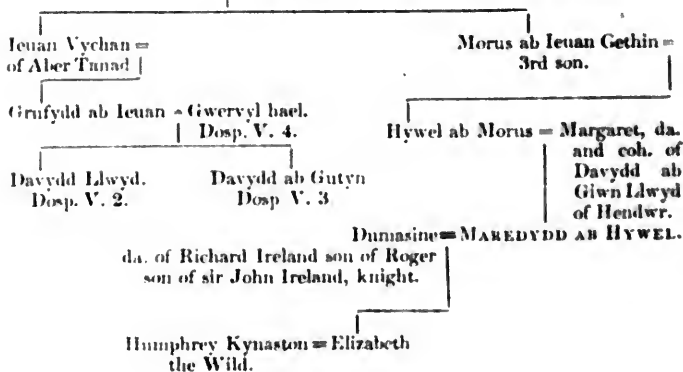 Ieuan Vychan =
of Aber Tanad
Morus ab Ieuan Gethin =
3rd son.
Grufydd ab Ieuan = Gwervyl hael.
Dosp. V. 4.
Hywel ab Morus = Margaret, da.
and coh. of
Davydd ab
Giwn Llwyd
of Hendwr.
Davydd Llwyd.
Dosp. V. 2.
Davydd ab Gutyn
Dosp V. 3
Dumasine = MAREDYDD AB HYWEL.
da. of Richard Ireland son of Roger
son of sir John Ireland, knight.
Humphrey Kynaston = Elizabeth
the Wild.